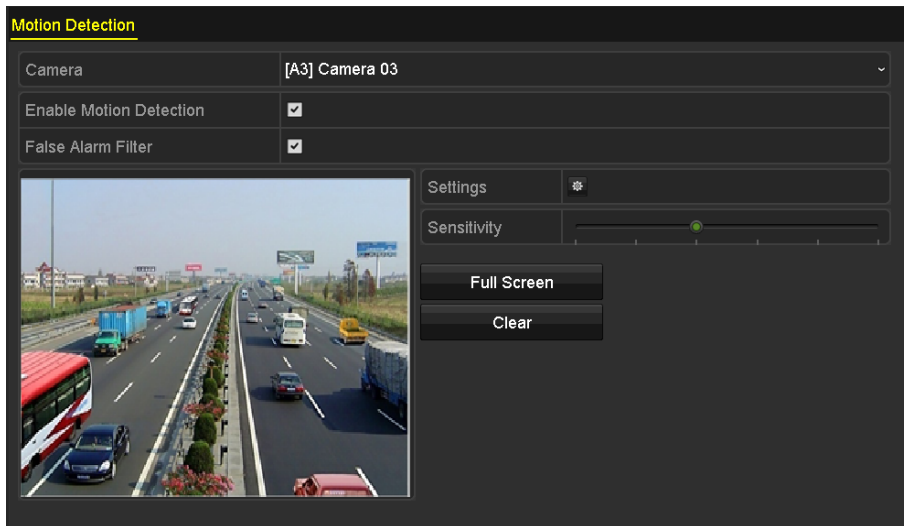 Motion Detection
Camera [A3] Camera 03
Enable Motion Detection
False Alarm Filter
Settings
Sensitivity
Full Screen
Clear